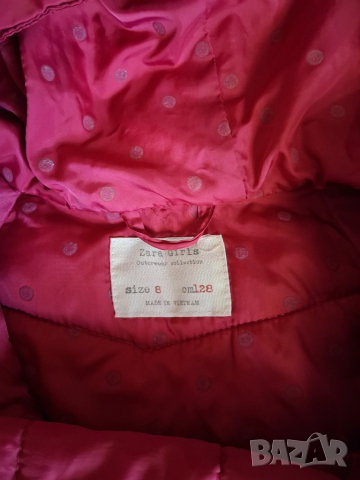 Zara Girls
Outerwear collection
size 8 cm128
MADE IN VIETNAM
BAZAR